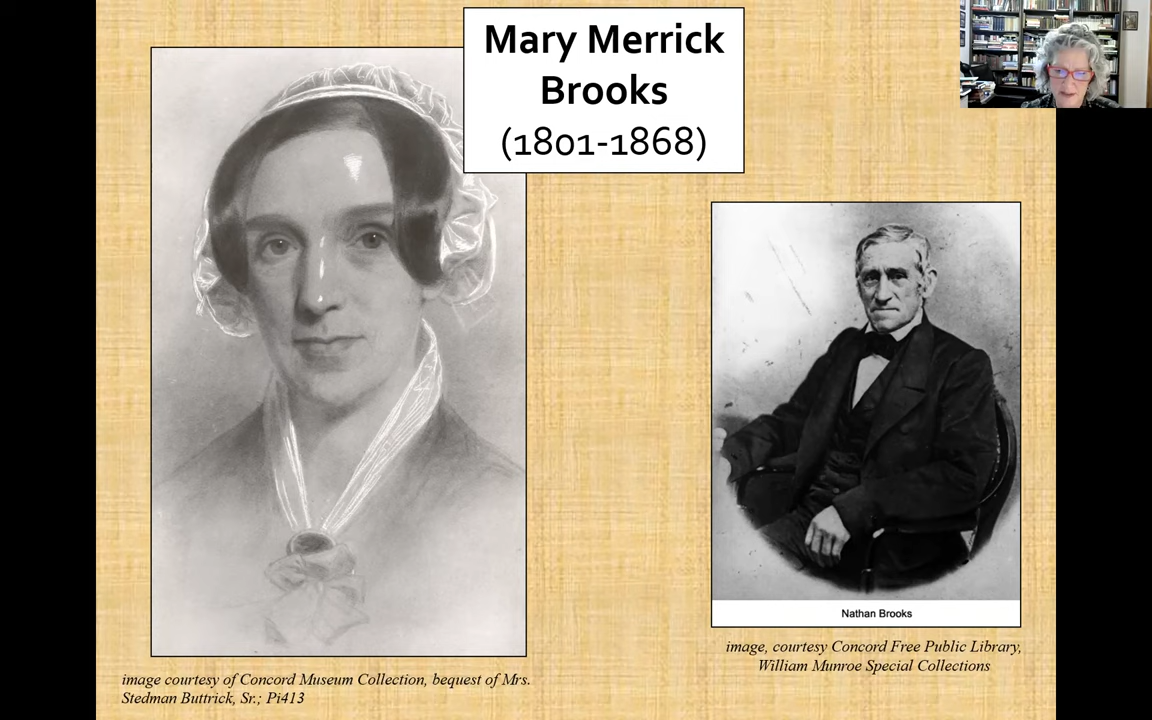 Mary Merrick
Brooks
(1801-1868)
Nathan Brooks
image, courtesy Concord Free Public Library,
William Munroe Special Collections
image courtesy of Concord Museum Collection, bequest of Mrs.
Stedman Buttrick, Sr.; Pi413